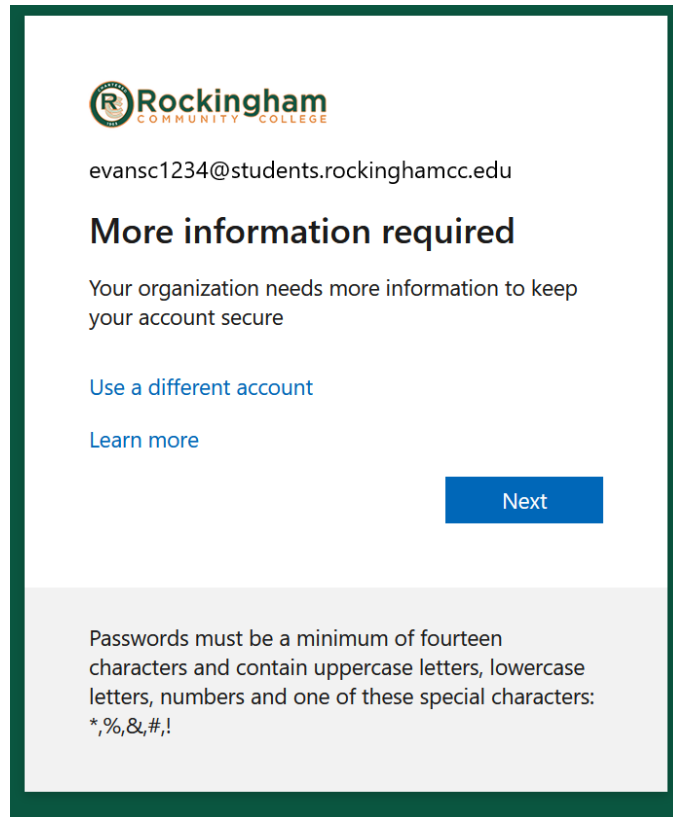 R Rockingham
COMMUNITY COLLEGE
evansc1234@students.rockinghamcc.edu
More information required
Your organization needs more information to keep
your account secure
Use a different account
Learn more
Next
Passwords must be a minimum of fourteen
characters and contain uppercase letters, lowercase
letters, numbers and one of these special characters:
*,%,&,#,!